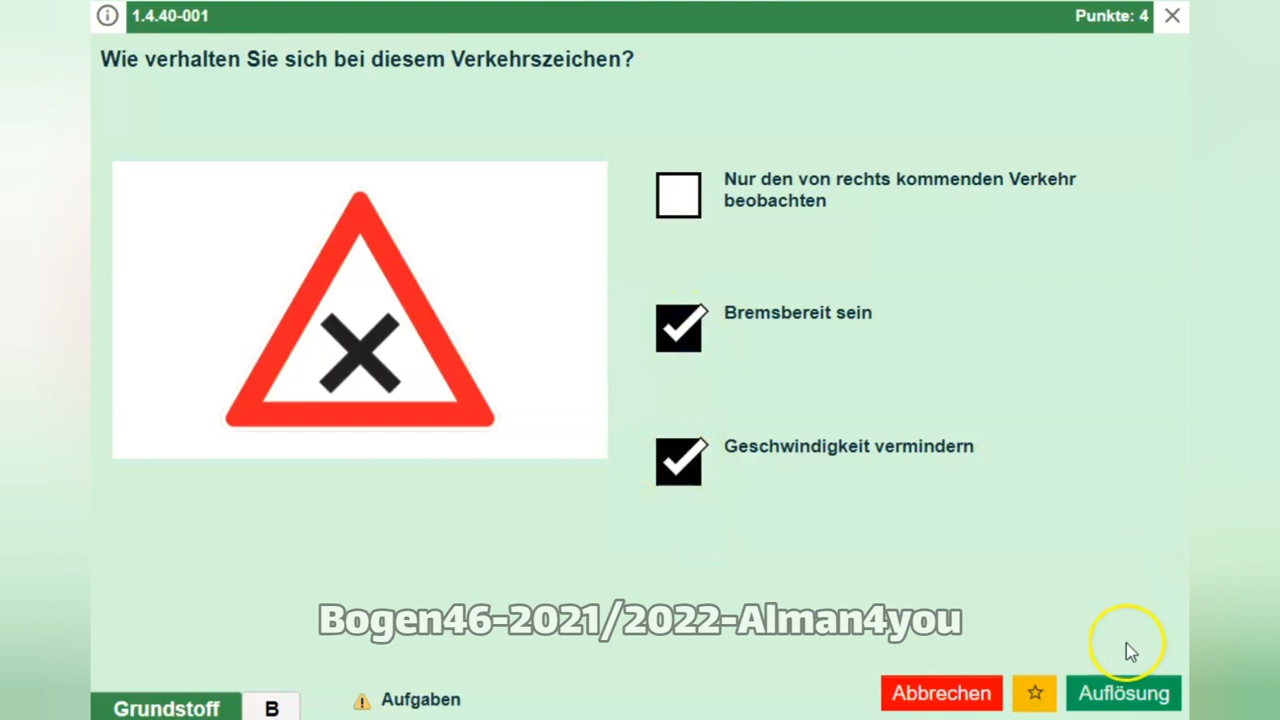 1.4.40-001
Punkte: 4
Wie verhalten Sie sich bei diesem Verkehrszeichen?
Nur den von rechts kommenden Verkehr
beobachten
Bremsbereit sein
Geschwindigkeit vermindern
Bogen46-2021/2022-Alman4you
Grundstoff
B
Aufgaben
Abbrechen
Auflösung